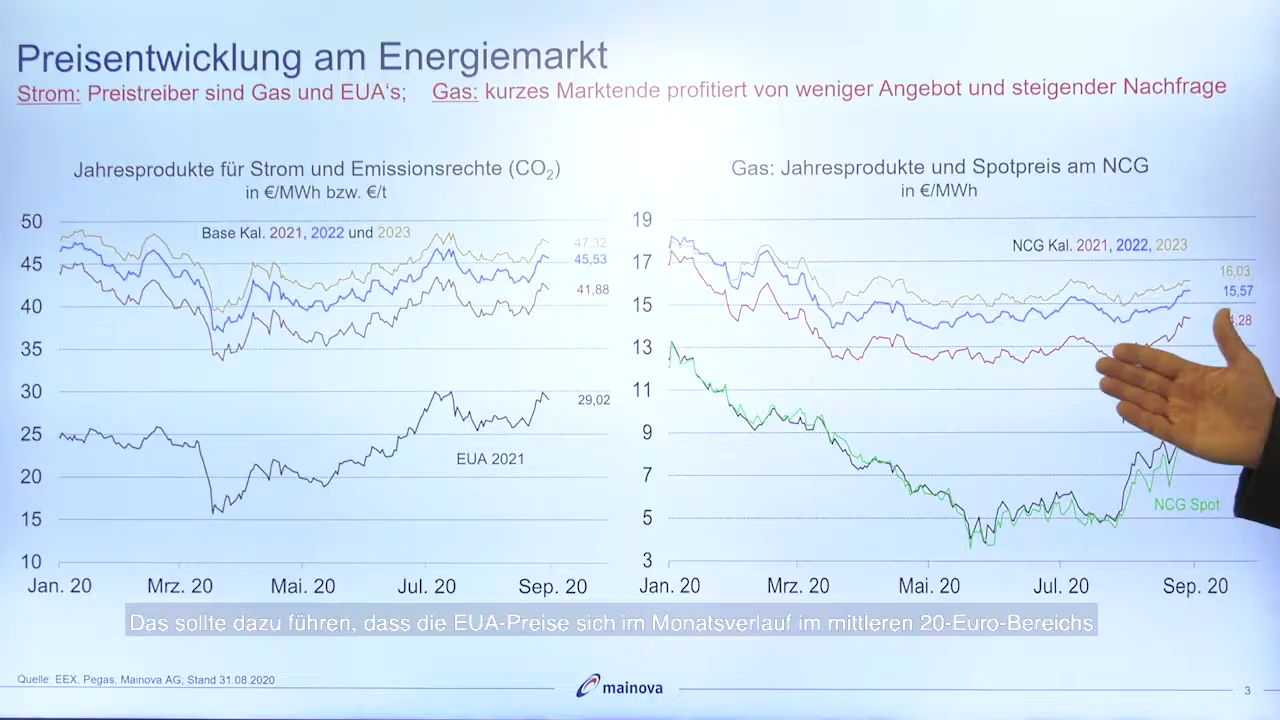 Preisentwicklung am Energiemarkt
Strom: Preistreiber sind Gas und EUA's; Gas: kurzes Marktende profitiert von weniger Angebot und steigender Nachfrage
Jahresprodukte für Strom und Emissionsrechte (CO2)
in €/MWh bzw. €/t
50
45
40
35
30
25
20
15
10
Base Kal. 2021, 2022 und 2023
47,32
45,53
41,88
29,02
EUA 2021
Jan. 20 Mrz. 20 Mai. 20 Jul. 20 Sep. 20
Gas: Jahresprodukte und Spotpreis am NCG
in €/MWh
19
17
15
13
11
9
7
5
3
NCG Kal. 2021, 2022, 2023
16,03
15,57
,28
NCG Spot
Jan. 20 Mrz. 20 Mai. 20 Jul. 20 Sep. 20
Das sollte dazu führen, dass die EUA-Preise sich im Monatsverlauf im mittleren 20-Euro-Bereichs
Quelle: EEX, Pegas, Mainova AG; Stand 31.08.2020
mainova
3